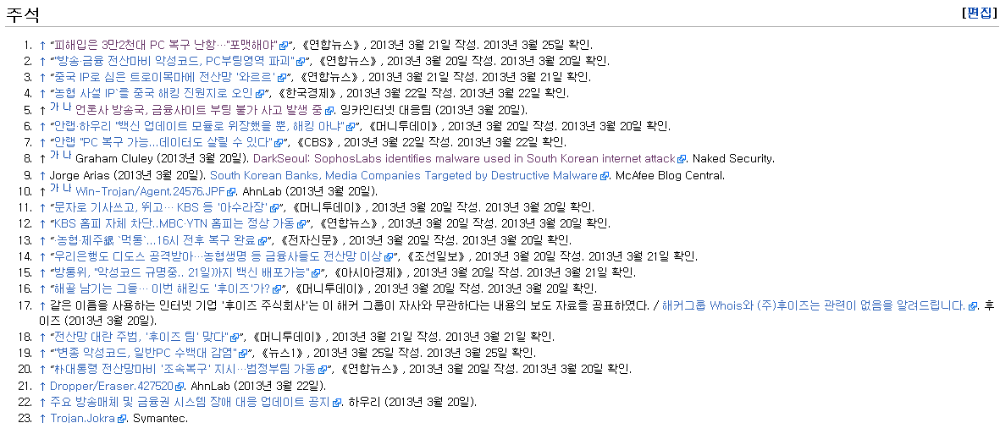 주석
[편집]
1. ↑ “피해입은 3만2천대 PC 복구 난항…"포맷해야"”, 《연합뉴스》, 2013년 3월 21일 작성. 2013년 3월 25일 확인.
2. ↑ “"방송·금융 전산마비 악성코드, PC부팅영역 파괴"”, 《연합뉴스》, 2013년 3월 20일 작성. 2013년 3월 20일 확인.
3. ↑ “중국 IP로 심은 트로이목마에 전산망 '와르르'”, 《연합뉴스》, 2013년 3월 21일 작성. 2013년 3월 21일 확인.
4. ↑ “농협 사설 IP`을 중국 해킹 진원지로 오인”, 《한국경제》, 2013년 3월 22일 작성. 2013년 3월 22일 확인.
5. ↑ 가 나 언론사 방송국, 금융사이트 부팅 불가 사고 발생 중. 잉카인터넷 대응팀 (2013년 3월 20일).
6. ↑ “안랩·하우리 "백신 업데이트 모듈로 위장했을 뿐, 해킹 아냐"”, 《머니투데이》, 2013년 3월 20일 작성. 2013년 3월 20일 확인.
7. ↑ “안랩 "PC 복구 가능...데이터도 살릴 수 있다"”, 《CBS》, 2013년 3월 22일 작성. 2013년 3월 22일 확인.
8. ↑ 가 나 Graham Cluley (2013년 3월 20일). DarkSeoul: SophosLabs identifies malware used in South Korean internet attack. Naked Security.
9. ↑ Jorge Arias (2013년 3월 20일). South Korean Banks, Media Companies Targeted by Destructive Malware. McAfee Blog Central.
10. ↑ 가 나 Win-Trojan/Agent.24576.JPF. AhnLab (2013년 3월 20일).
11. ↑ “문자로 기사쓰고, 뛰고… KBS 등 '아수라장'”, 《머니투데이》, 2013년 3월 20일 작성. 2013년 3월 20일 확인.
12. ↑ “KBS 홈피 자체 차단..MBC·YTN 홈피는 정상 가동”, 《연합뉴스》, 2013년 3월 20일 작성. 2013년 3월 20일 확인.
13. ↑ “·농협·제주銀 `먹통`...16시 전후 복구 완료”, 《전자신문》, 2013년 3월 20일 작성. 2013년 3월 20일 확인.
14. ↑ “우리은행도 디도스 공격받아…농협생명 등 금융사들도 전산망 이상”, 《조선일보》, 2013년 3월 20일 작성. 2013년 3월 21일 확인.
15. ↑ “방통위, "악성코드 규명중.. 21일까지 백신 배포가능"”, 《아시아경제》, 2013년 3월 20일 작성. 2013년 3월 21일 확인.
16. ↑ “해골 남기는 그들… 이번 해킹도 '후이즈'가?”, 《머니투데이》, 2013년 3월 20일 작성. 2013년 3월 20일 확인.
17. ↑ 같은 이름을 사용하는 인터넷 기업 '후이즈 주식회사'는 이 해커 그룹이 자사와 무관하다는 내용의 보도 자료를 공표하였다. / 해커그룹 Whois와 (주)후이즈는 관련이 없음을 알려드립니다. . 후
이즈 (2013년 3월 20일).
18. ↑ “전산망 대란 주범, '후이즈 팀' 맞다”, 《머니투데이》, 2013년 3월 21일 작성. 2013년 3월 21일 확인.
19. ↑ “"변종 악성코드, 일반PC 수백대 감염"”, 《뉴스1》, 2013년 3월 25일 작성. 2013년 3월 25일 확인.
20. ↑ “朴대통령 전산망마비 '조속복구' 지시…범정부팀 가동”, 《연합뉴스》, 2013년 3월 20일 작성. 2013년 3월 20일 확인.
21. ↑ Dropper/Eraser.427520. AhnLab (2013년 3월 22일).
22. ↑ 주요 방송매체 및 금융권 시스템 장애 대응 업데이트 공지. 하우리 (2013년 3월 20일).
23. ↑ Trojan.Jokra. Symantec.